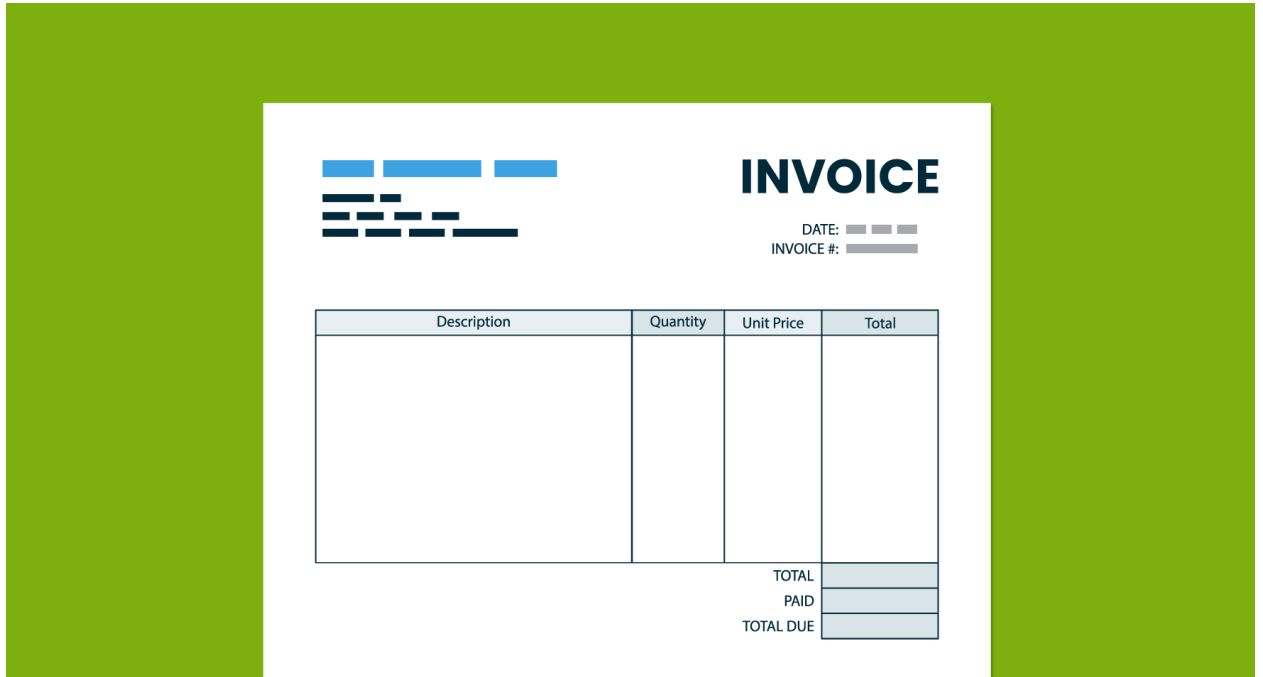 INVOICE
DATE:
INVOICE #:
Description Quantity Unit Price Total
TOTAL
PAID
TOTAL DUE